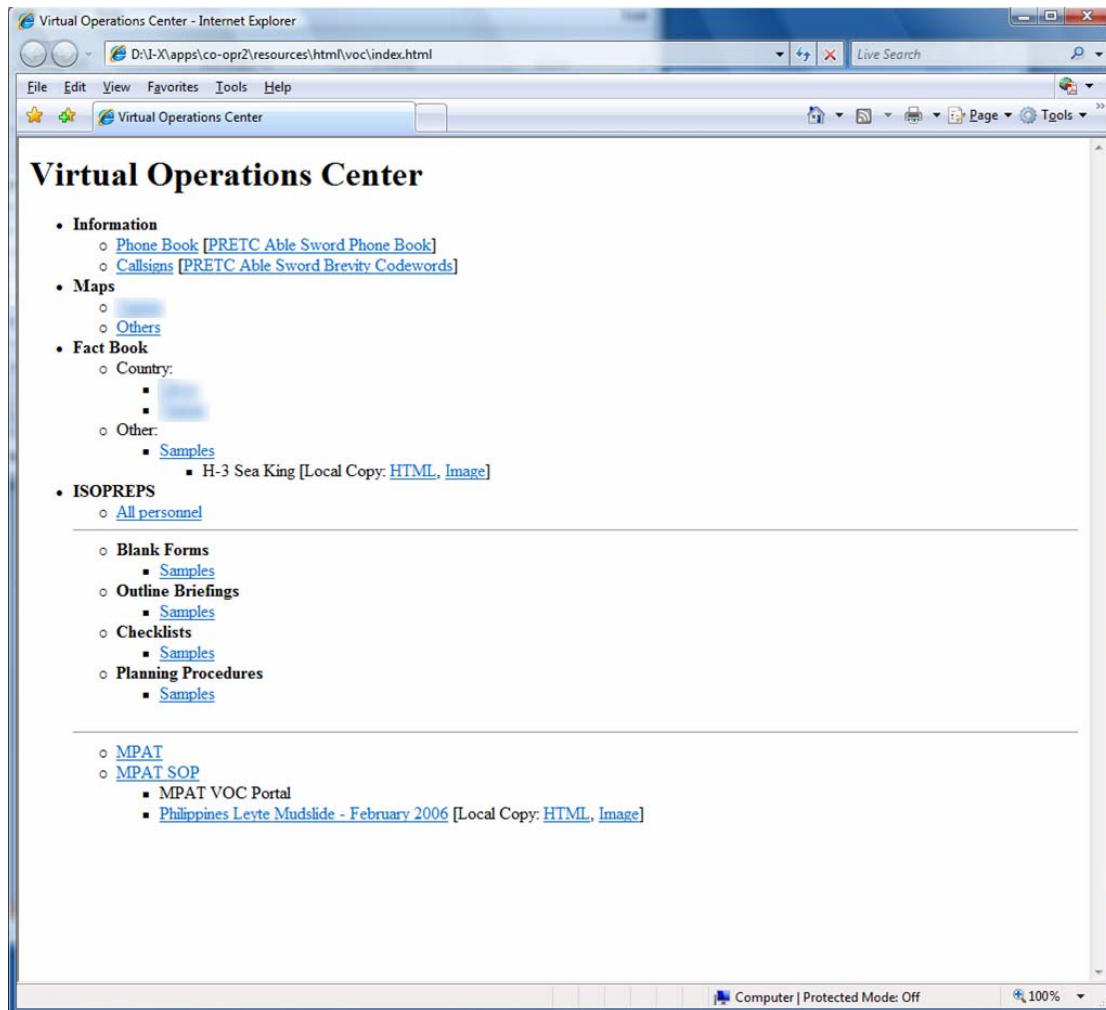 Virtual Operations Center - Internet Explorer
D:\I-X\apps\co-opr2\resources\html\voc\index.html
Live Search
File Edit View Favorites Tools Help
Virtual Operations Center
Page Tools
Virtual Operations Center
Information
Phone Book [PRETC Able Sword Phone Book]
Callsigns [PRETC Able Sword Brevity Codewords]
Maps
Others
Fact Book
Country:
Other:
Samples
H-3 Sea King [Local Copy: HTML, Image]
ISOPREPS
All personnel
Blank Forms
Samples
Outline Briefings
Samples
Checklists
Samples
Planning Procedures
Samples
MPAT
MPAT SOP
MPAT VOC Portal
Philippines Leyte Mudslide - February 2006 [Local Copy: HTML, Image]
Computer | Protected Mode: Off
100%